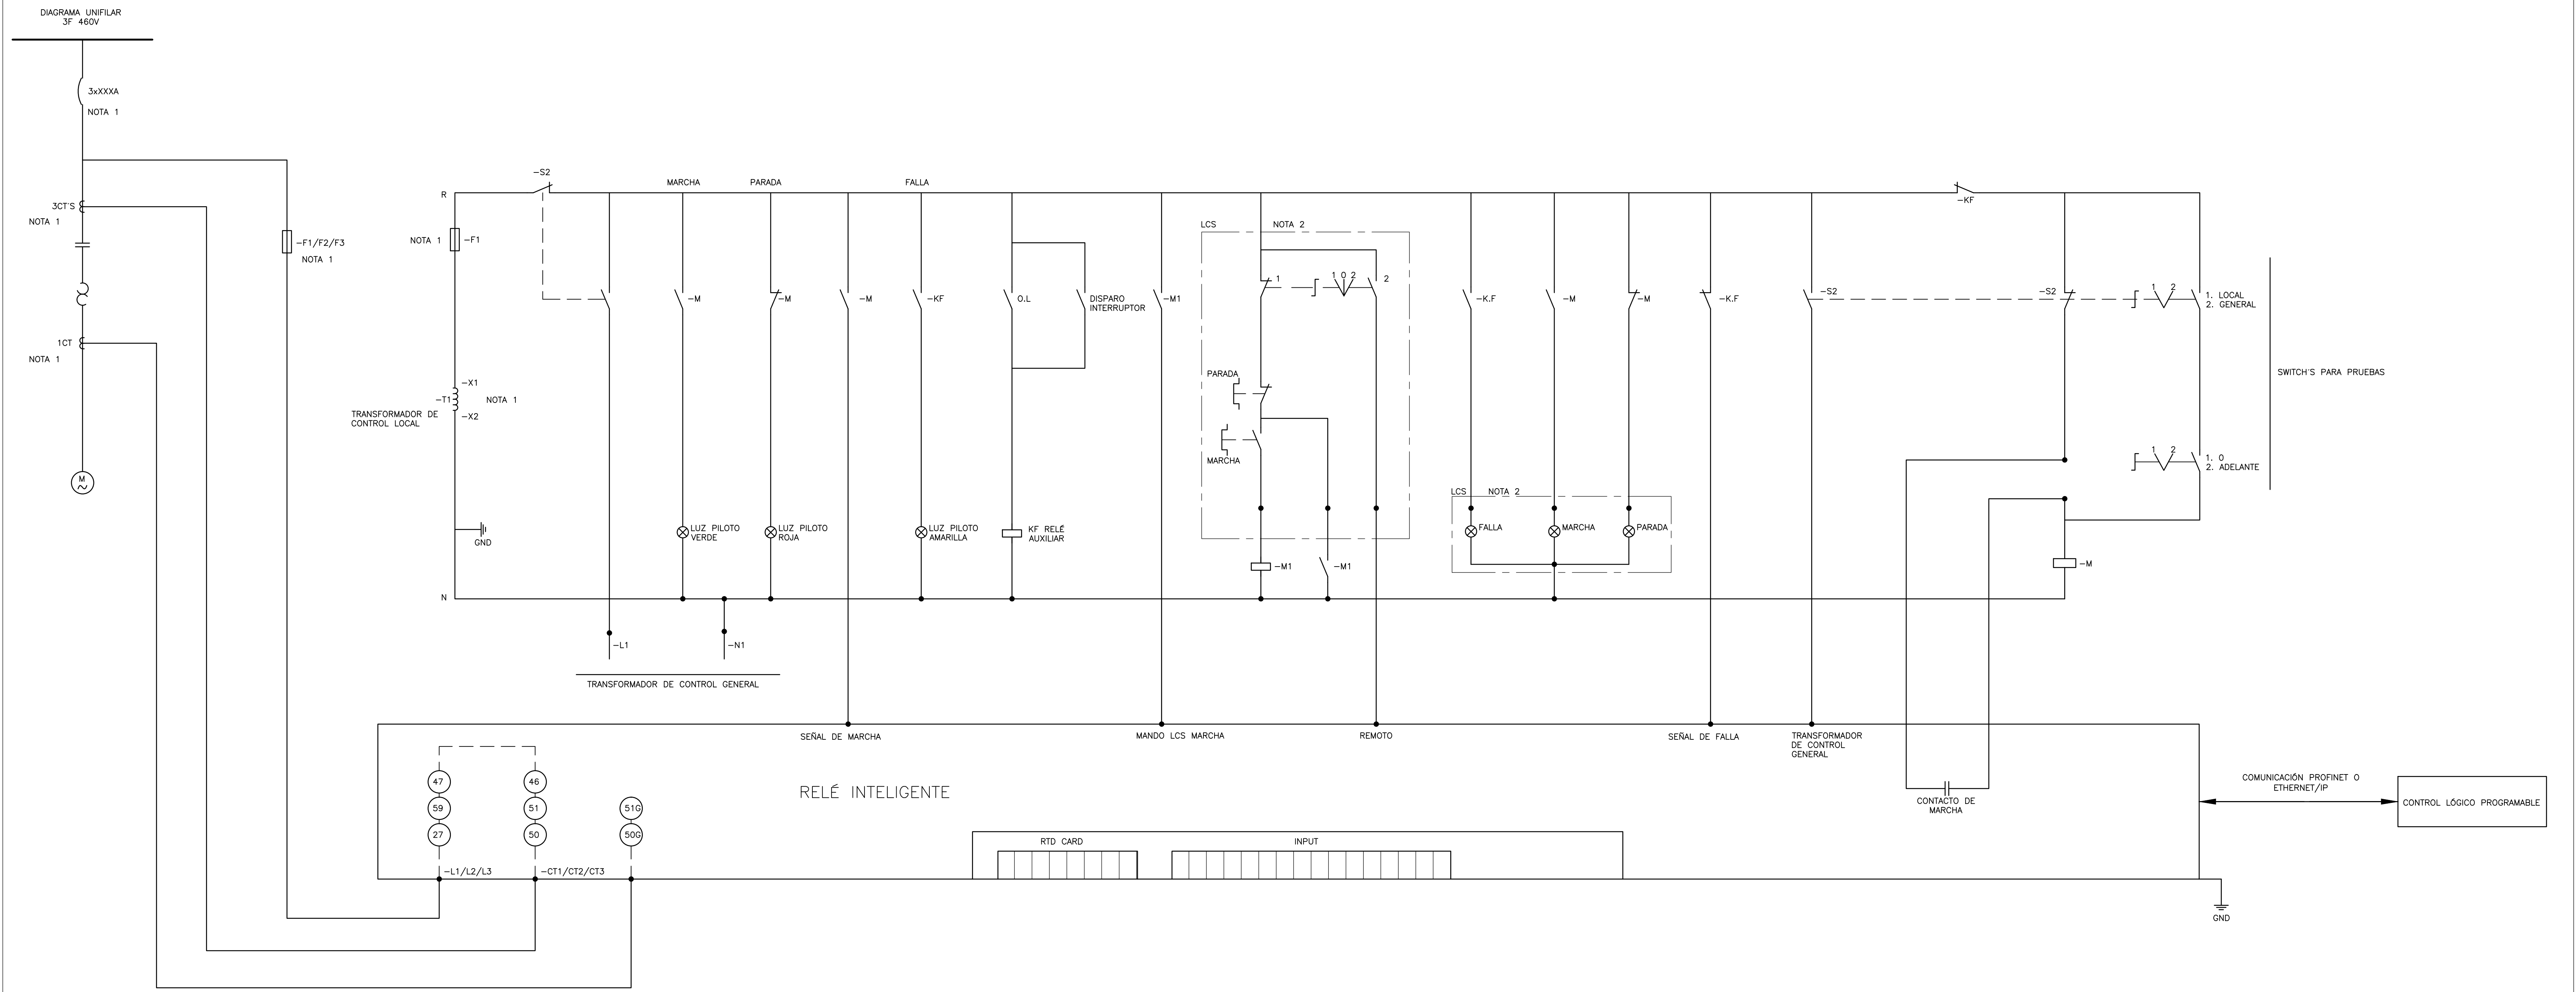 DIAGRAMA UNIFILAR
3F 460V
3xXXXA
NOTA 1
3CT'S
NOTA 1
1CT
NOTA 1
M
-F1/F2/F3
NOTA 1
R
NOTA 1
-F1
-X1
-T1
NOTA 1
-X2
TRANSFORMADOR DE
CONTROL LOCAL
GND
N
-S2
MARCHA
PARADA
FALLA
-M
-M
-M
-KF
O.L
DISPARO
INTERRUPTOR
-M1
LUZ PILOTO
VERDE
LUZ PILOTO
ROJA
LUZ PILOTO
AMARILLA
KF RELÉ
AUXILIAR
-L1
-N1
TRANSFORMADOR DE CONTROL GENERAL
LCS
NOTA 2
1
1 0 2
2
PARADA
MARCHA
-M1
-M1
-K.F
-M
-M
-K.F
LCS
NOTA 2
FALLA
MARCHA
PARADA
-S2
-KF
-S2
1 2
1. LOCAL
2. GENERAL
1 2
1. O
2. ADELANTE
-M
SWITCH'S PARA PRUEBAS
SEÑAL DE MARCHA
MANDO LCS MARCHA
REMOTO
SEÑAL DE FALLA
TRANSFORMADOR
DE CONTROL
GENERAL
47
59
27
46
51
50
51G
50G
-L1/L2/L3
-CT1/CT2/CT3
RELÉ INTELIGENTE
RTD CARD
INPUT
CONTACTO DE
MARCHA
COMUNICACIÓN PROFINET O
ETHERNET/IP
CONTROL LÓGICO PROGRAMABLE
GND